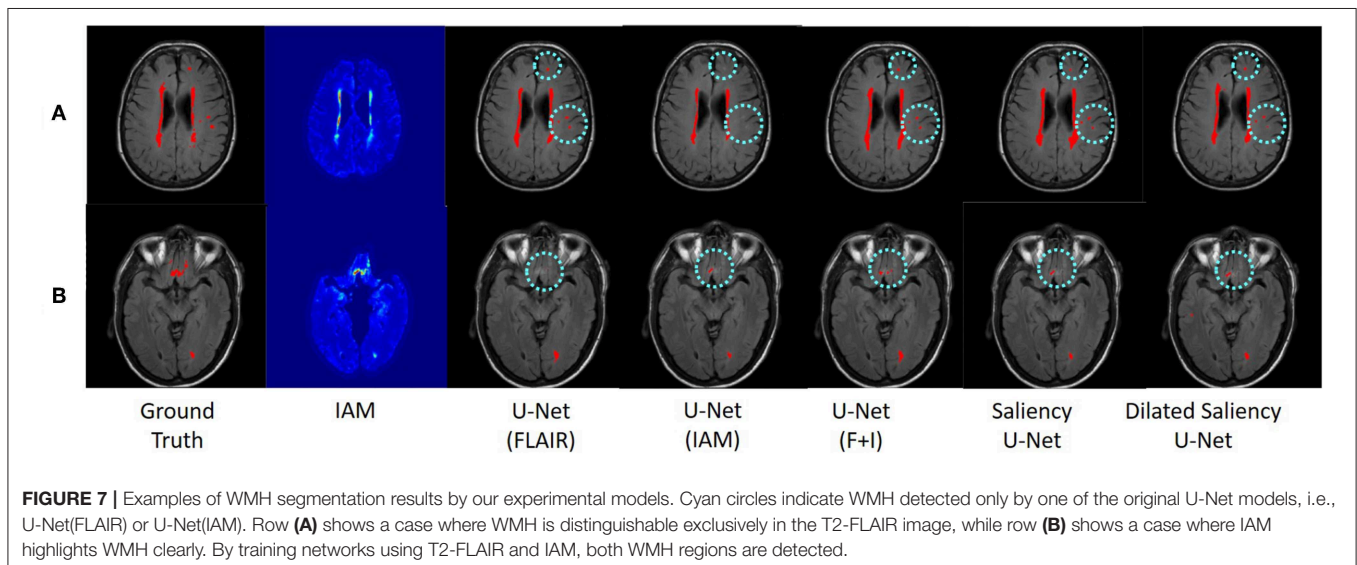 A
B
Ground
Truth
IAM
U-Net
(FLAIR)
U-Net
(IAM)
U-Net
(F+I)
Saliency
U-Net
Dilated Saliency
U-Net
FIGURE 7 | Examples of WMH segmentation results by our experimental models. Cyan circles indicate WMH detected only by one of the original U-Net models, i.e.,
U-Net(FLAIR) or U-Net(IAM). Row (A) shows a case where WMH is distinguishable exclusively in the T2-FLAIR image, while row (B) shows a case where IAM
highlights WMH clearly. By training networks using T2-FLAIR and IAM, both WMH regions are detected.